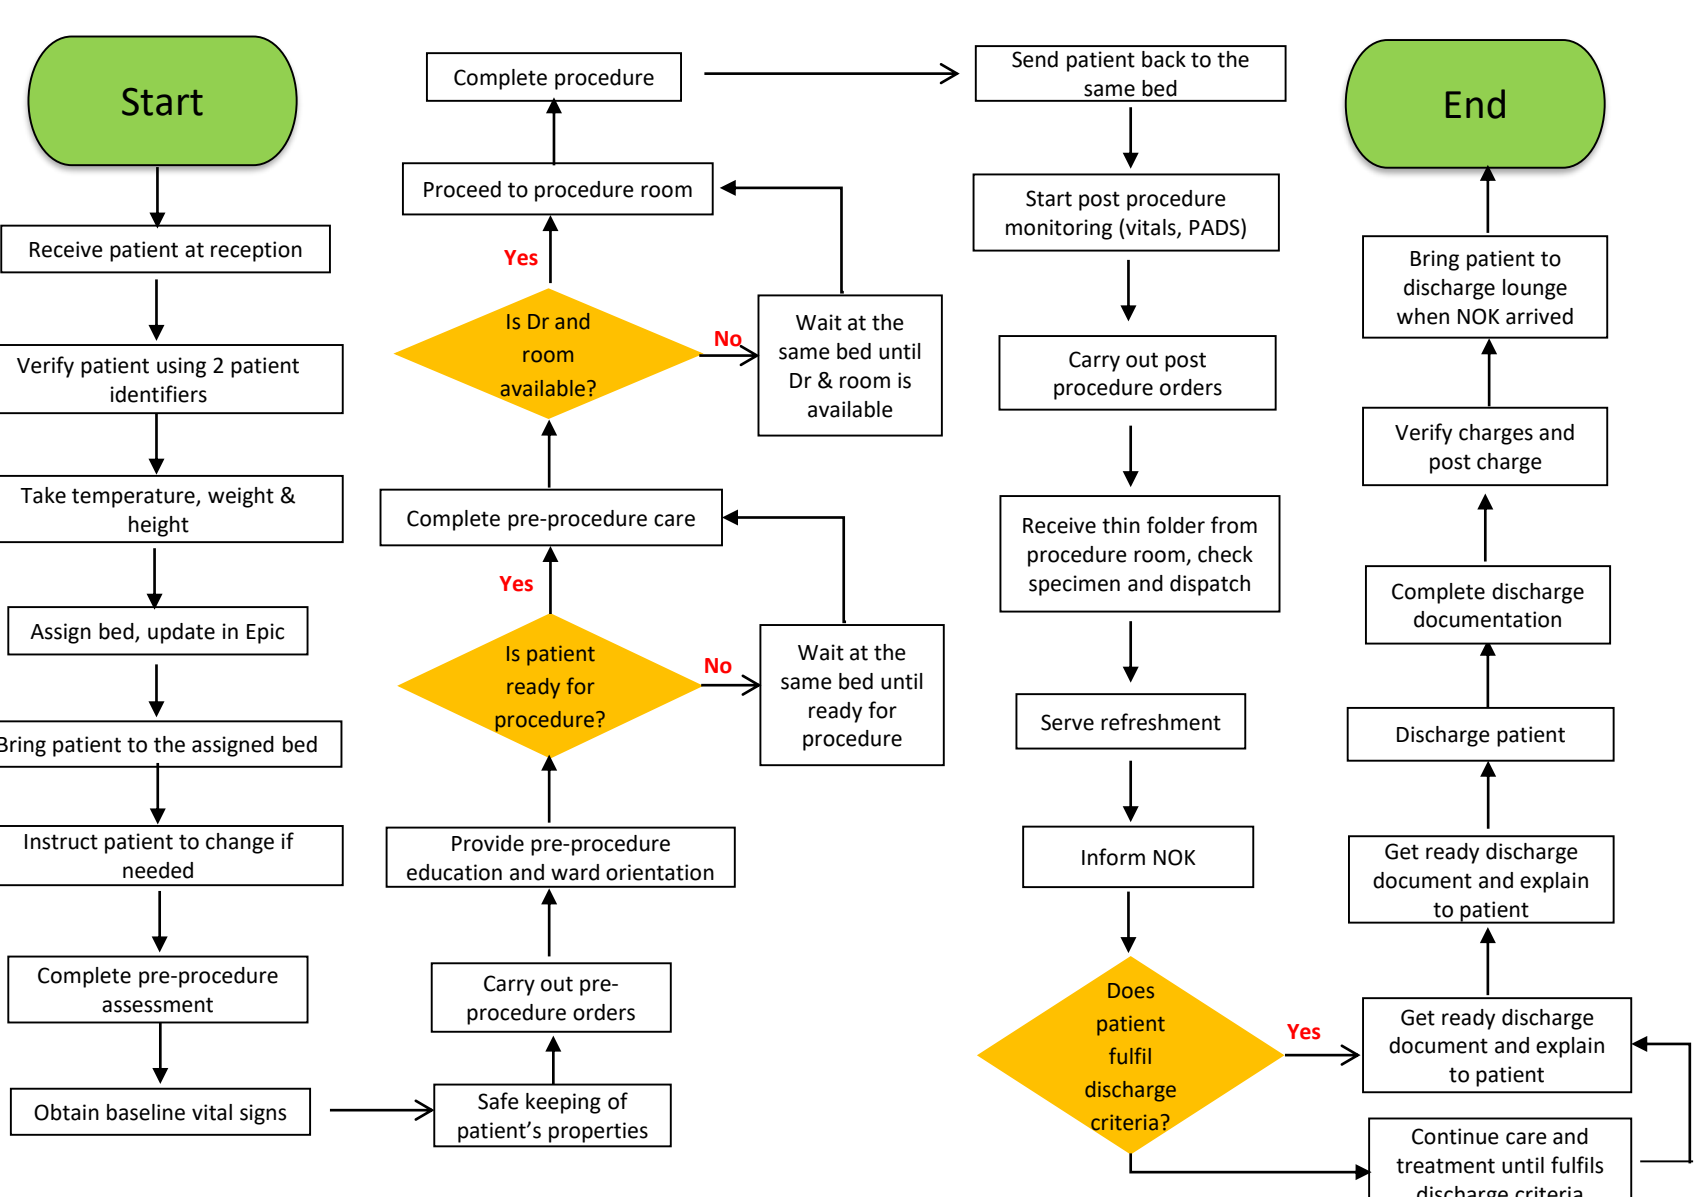 Start
Receive patient at reception
Verify patient using 2 patient
identifiers
Take temperature, weight &
height
Assign bed, update in Epic
Bring patient to the assigned bed
Instruct patient to change if
needed
Complete pre-procedure
assessment
Obtain baseline vital signs
Safe keeping of
patient’s properties
Carry out pre-
procedure orders
Provide pre-procedure
education and ward orientation
Is patient
ready for
procedure?
No
Wait at the
same bed until
ready for
procedure
Yes
Complete pre-procedure care
Is Dr and
room
available?
No
Wait at the
same bed until
Dr & room is
available
Yes
Proceed to procedure room
Complete procedure
Send patient back to the
same bed
Start post procedure
monitoring (vitals, PADS)
Carry out post
procedure orders
Receive thin folder from
procedure room, check
specimen and dispatch
Serve refreshment
Inform NOK
Does
patient
fulfil
discharge
criteria?
Yes
Continue care and
treatment until fulfils
discharge criteria
Get ready discharge
document and explain
to patient
Get ready discharge
document and explain
to patient
Discharge patient
Complete discharge
documentation
Verify charges and
post charge
Bring patient to
discharge lounge
when NOK arrived
End